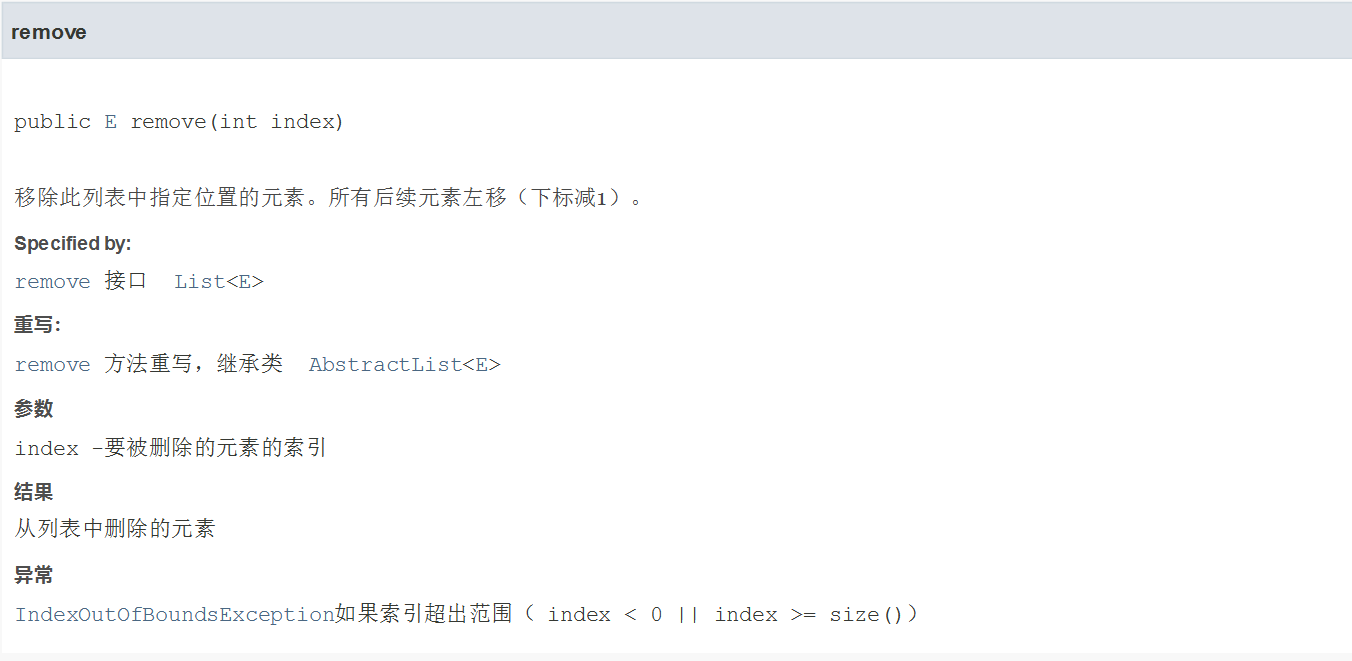 remove
public E remove(int index)
移除此列表中指定位置的元素。所有后续元素左移（下标减1）。
Specified by:
remove 接口 List<E>
重写:
remove 方法重写，继承类 AbstractList<E>
参数
index -要被删除的元素的索引
结果
从列表中删除的元素
异常
IndexOutOfBoundsException如果索引超出范围（ index < 0 || index >= size()）